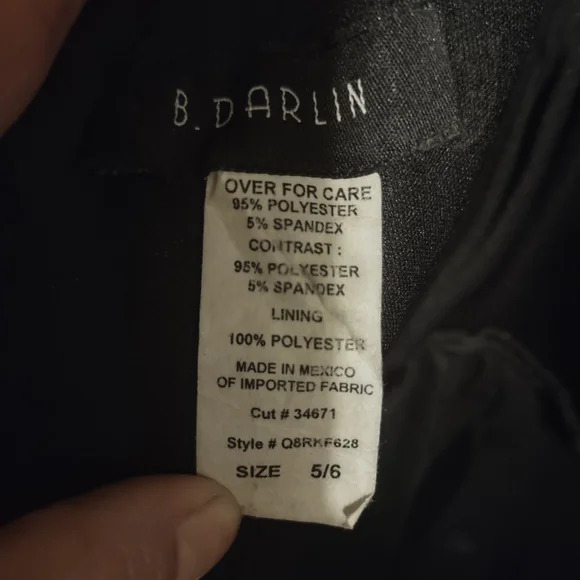 B. DARLIN
OVER FOR CARE
95% POLYESTER
5% SPANDEX
CONTRAST :
95% POLYESTER
5% SPANDEX
LINING
100% POLYESTER
MADE IN MEXICO
OF IMPORTED FABRIC
Cut # 34671
Style # Q8RKF628
SIZE 5/6